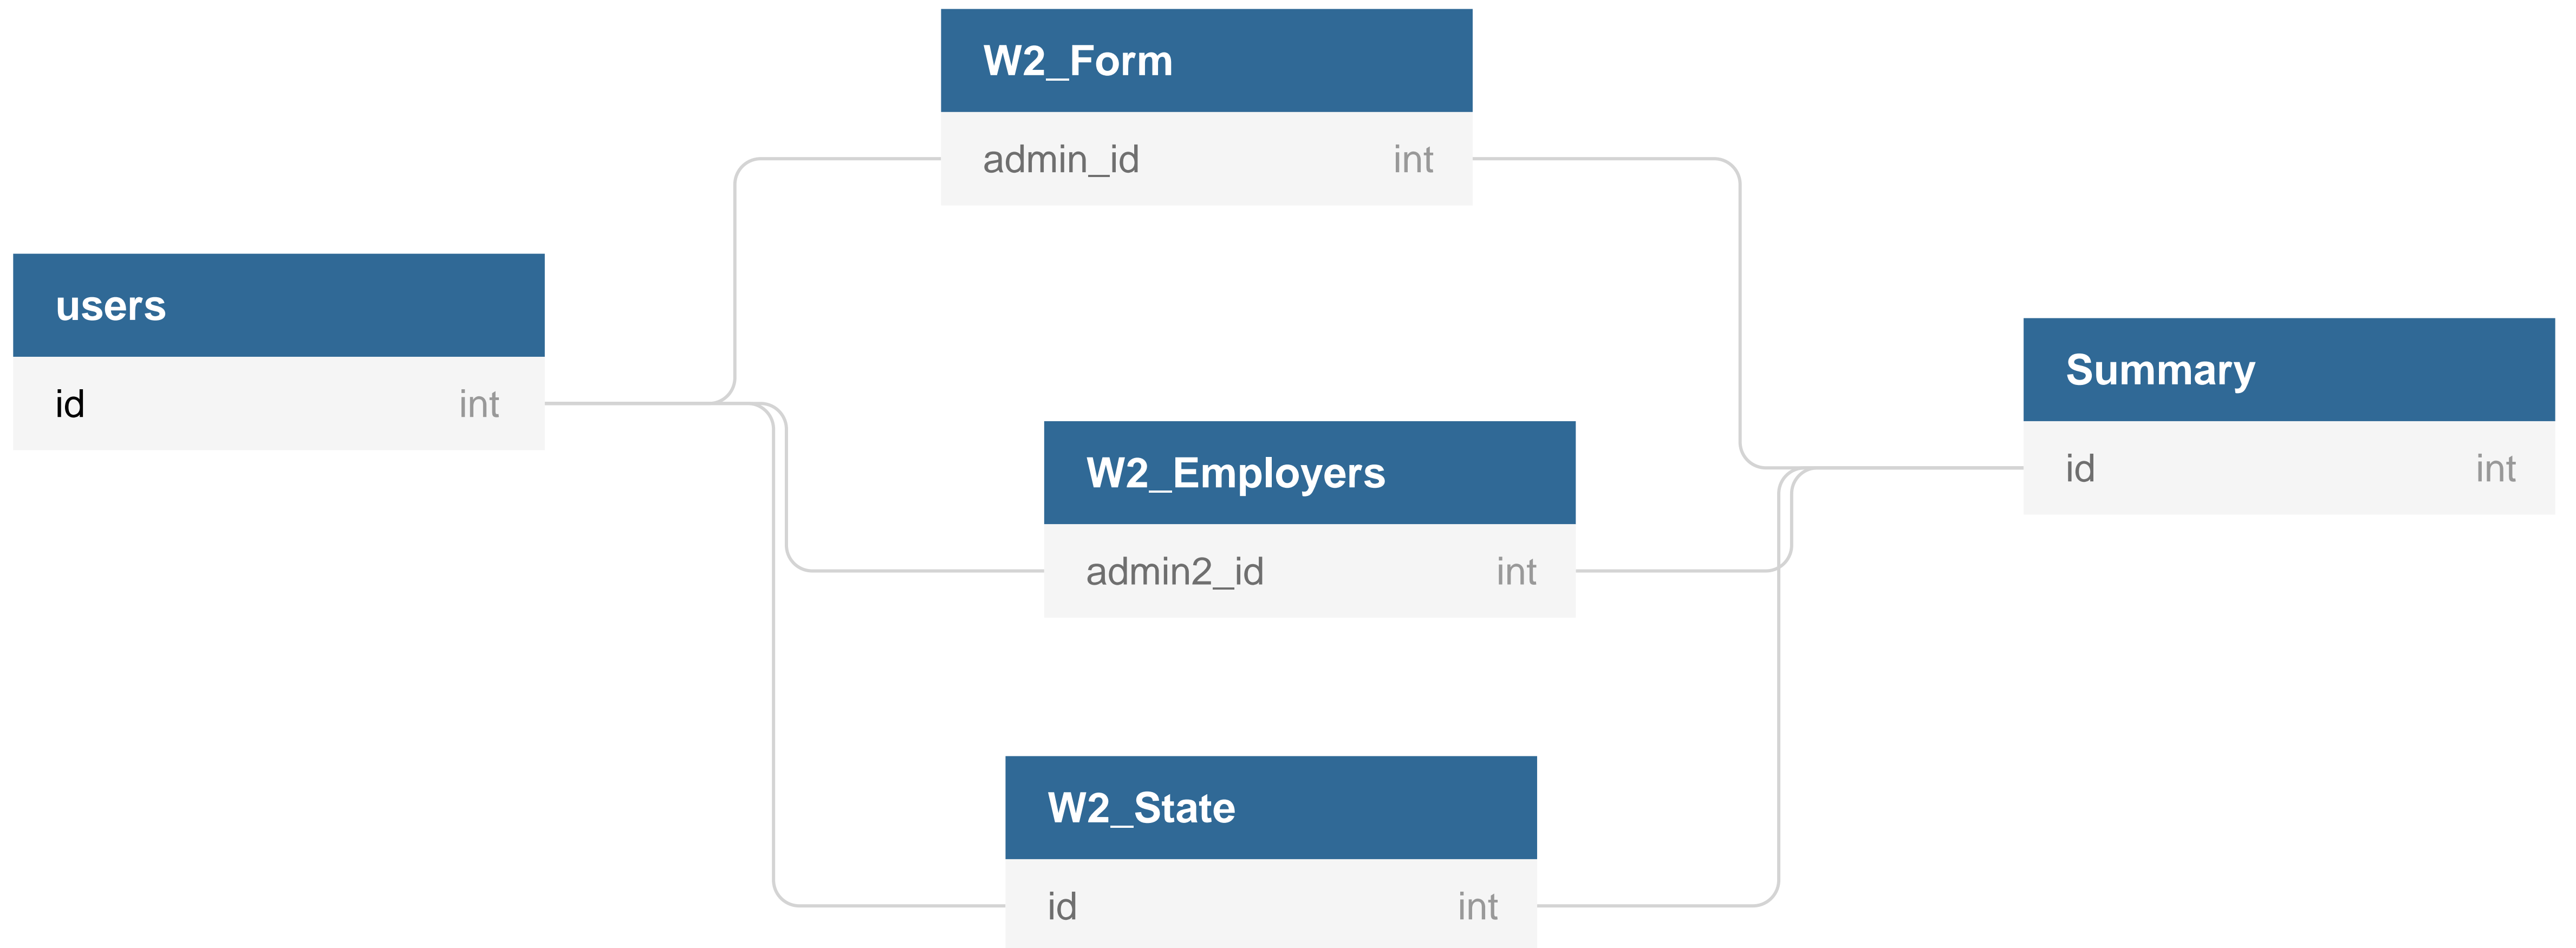 W2_Form
admin_id int
users
id int
Summary
id int
W2_Employers
admin2_id int
W2_State
id int